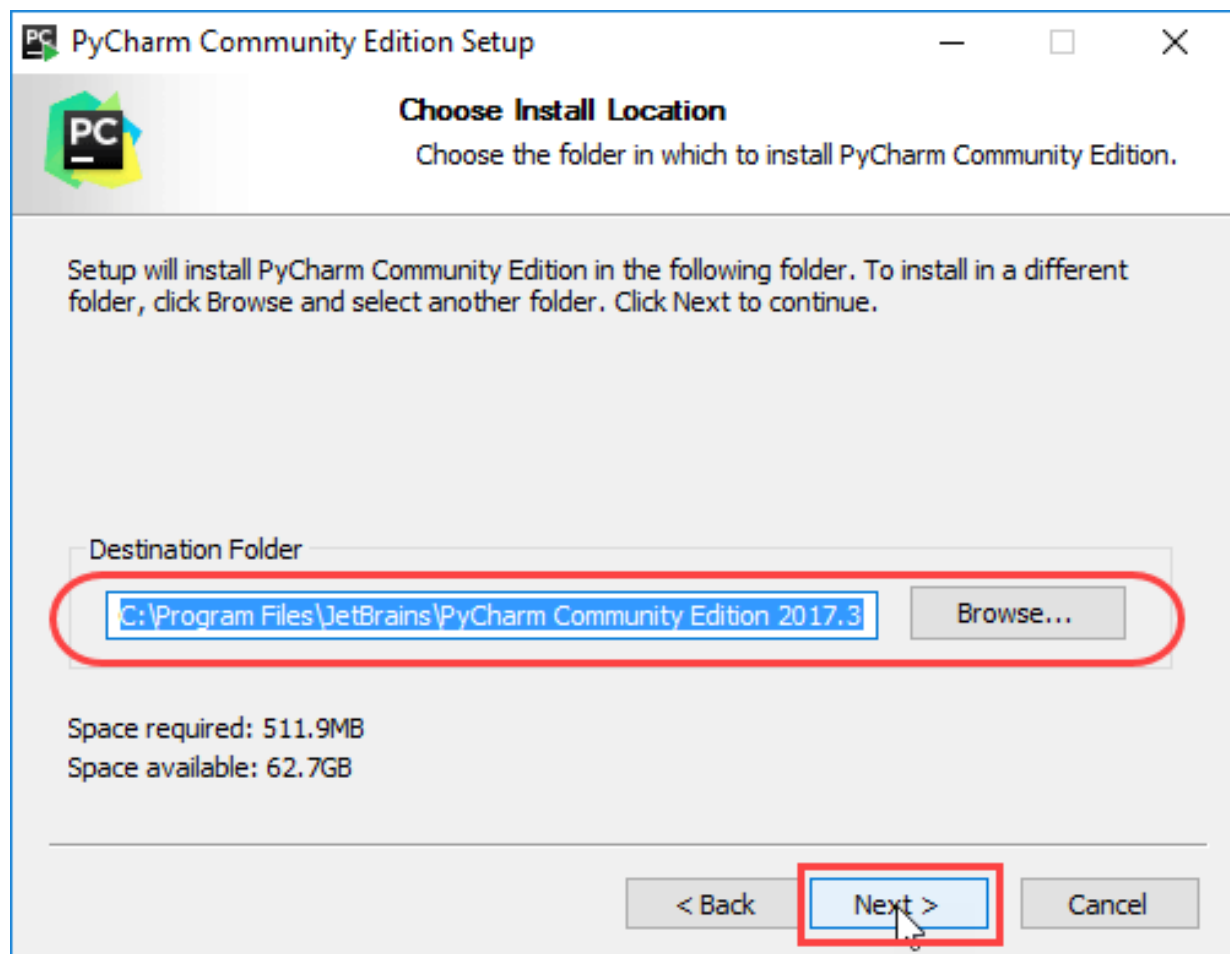 PyCharm Community Edition Setup
PC
Choose Install Location
Choose the folder in which to install PyCharm Community Edition.
Setup will install PyCharm Community Edition in the following folder. To install in a different
folder, click Browse and select another folder. Click Next to continue.
Destination Folder
C:\Program Files\JetBrains\PyCharm Community Edition 2017.3
Browse...
Space required: 511.9MB
Space available: 62.7GB
< Back
Next >
Cancel